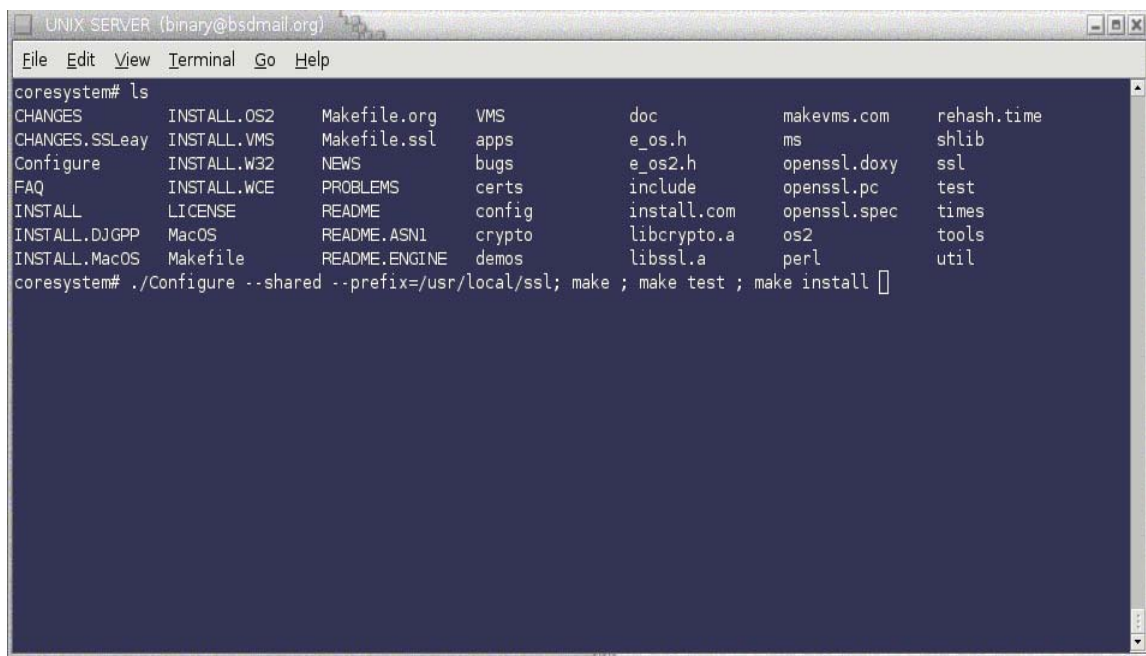 UNIX SERVER (binary@bsdmail.org)
File Edit View Terminal Go Help
coresystem# ls
CHANGES INSTALL.OS2 Makefile.org VMS doc makevms.com rehash.time
CHANGES.SSLeay INSTALL.VMS Makefile.ssl apps e_os.h ms shlib
Configure INSTALL.W32 NEWS bugs e_os2.h openssl.doxy ssl
FAQ INSTALL.WCE PROBLEMS certs include openssl.pc test
INSTALL LICENSE README config install.com openssl.spec times
INSTALL.DJGPP MacOS README.ASN1 crypto libcrypto.a os2 tools
INSTALL.MacOS Makefile README.ENGINE demos libssl.a perl util
coresystem# ./Configure --shared --prefix=/usr/local/ssl; make ; make test ; make install